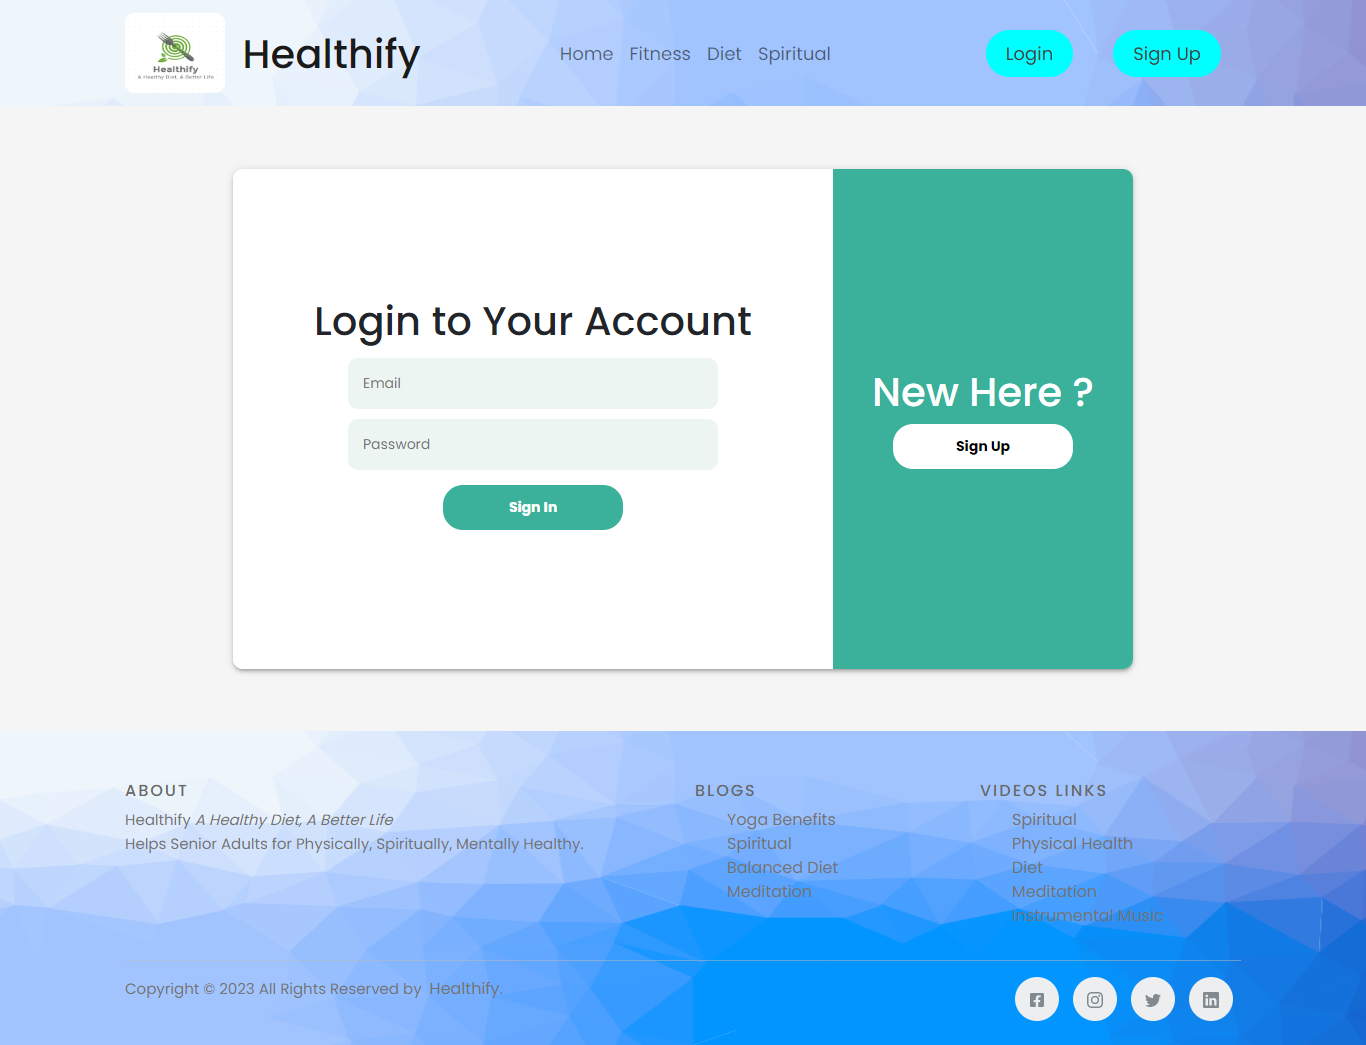 Healthify
A Healthy Diet, A Better Life
Healthify
Home Fitness Diet Spiritual
Login
Sign Up
Login to Your Account
Email
Password
Sign In
New Here ?
Sign Up
ABOUT
Healthify A Healthy Diet, A Better Life
Helps Senior Adults for Physically, Spiritually, Mentally Healthy.
BLOGS
Yoga Benefits
Spiritual
Balanced Diet
Meditation
VIDEOS LINKS
Spiritual
Physical Health
Diet
Meditation
Instrumental Music
Copyright © 2023 All Rights Reserved by Healthify.